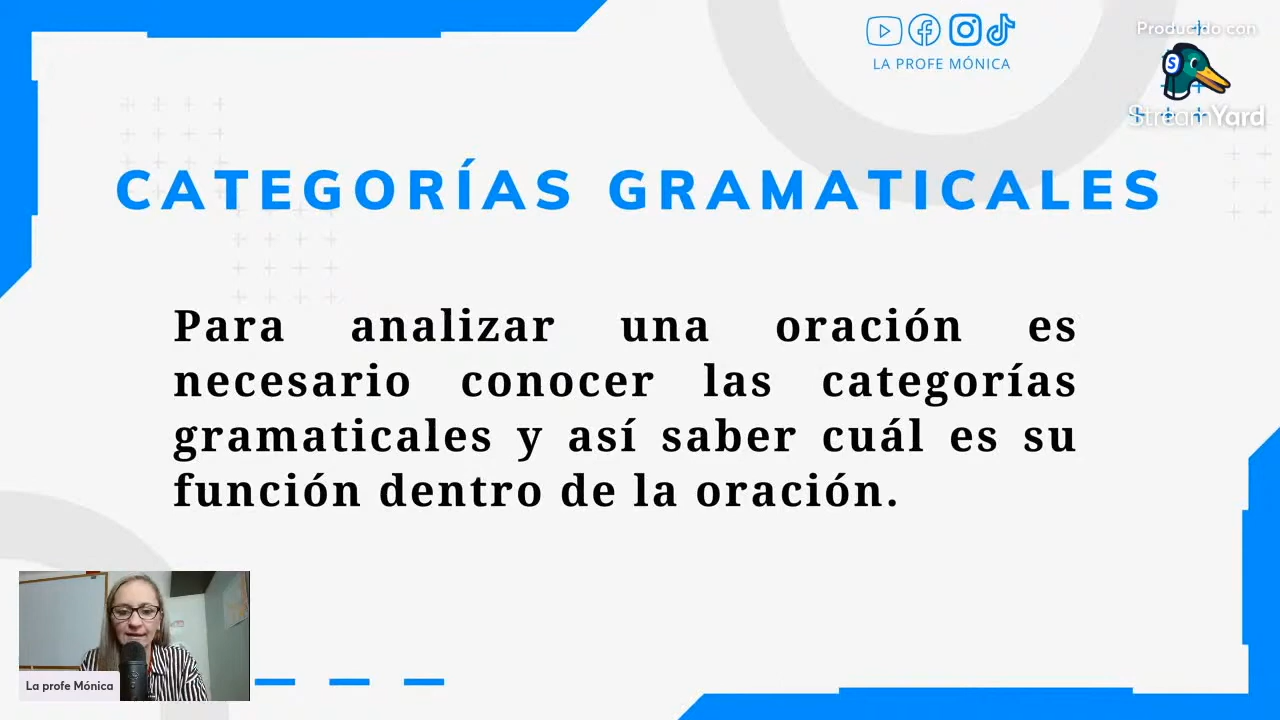 LA PROFE MÓNICA
Producido con
StreamYard
CATEGORÍAS GRAMATICALES
Para analizar una oración es
necesario conocer las categorías
gramaticales y así saber cuál es su
función dentro de la oración.
La profe Mónica